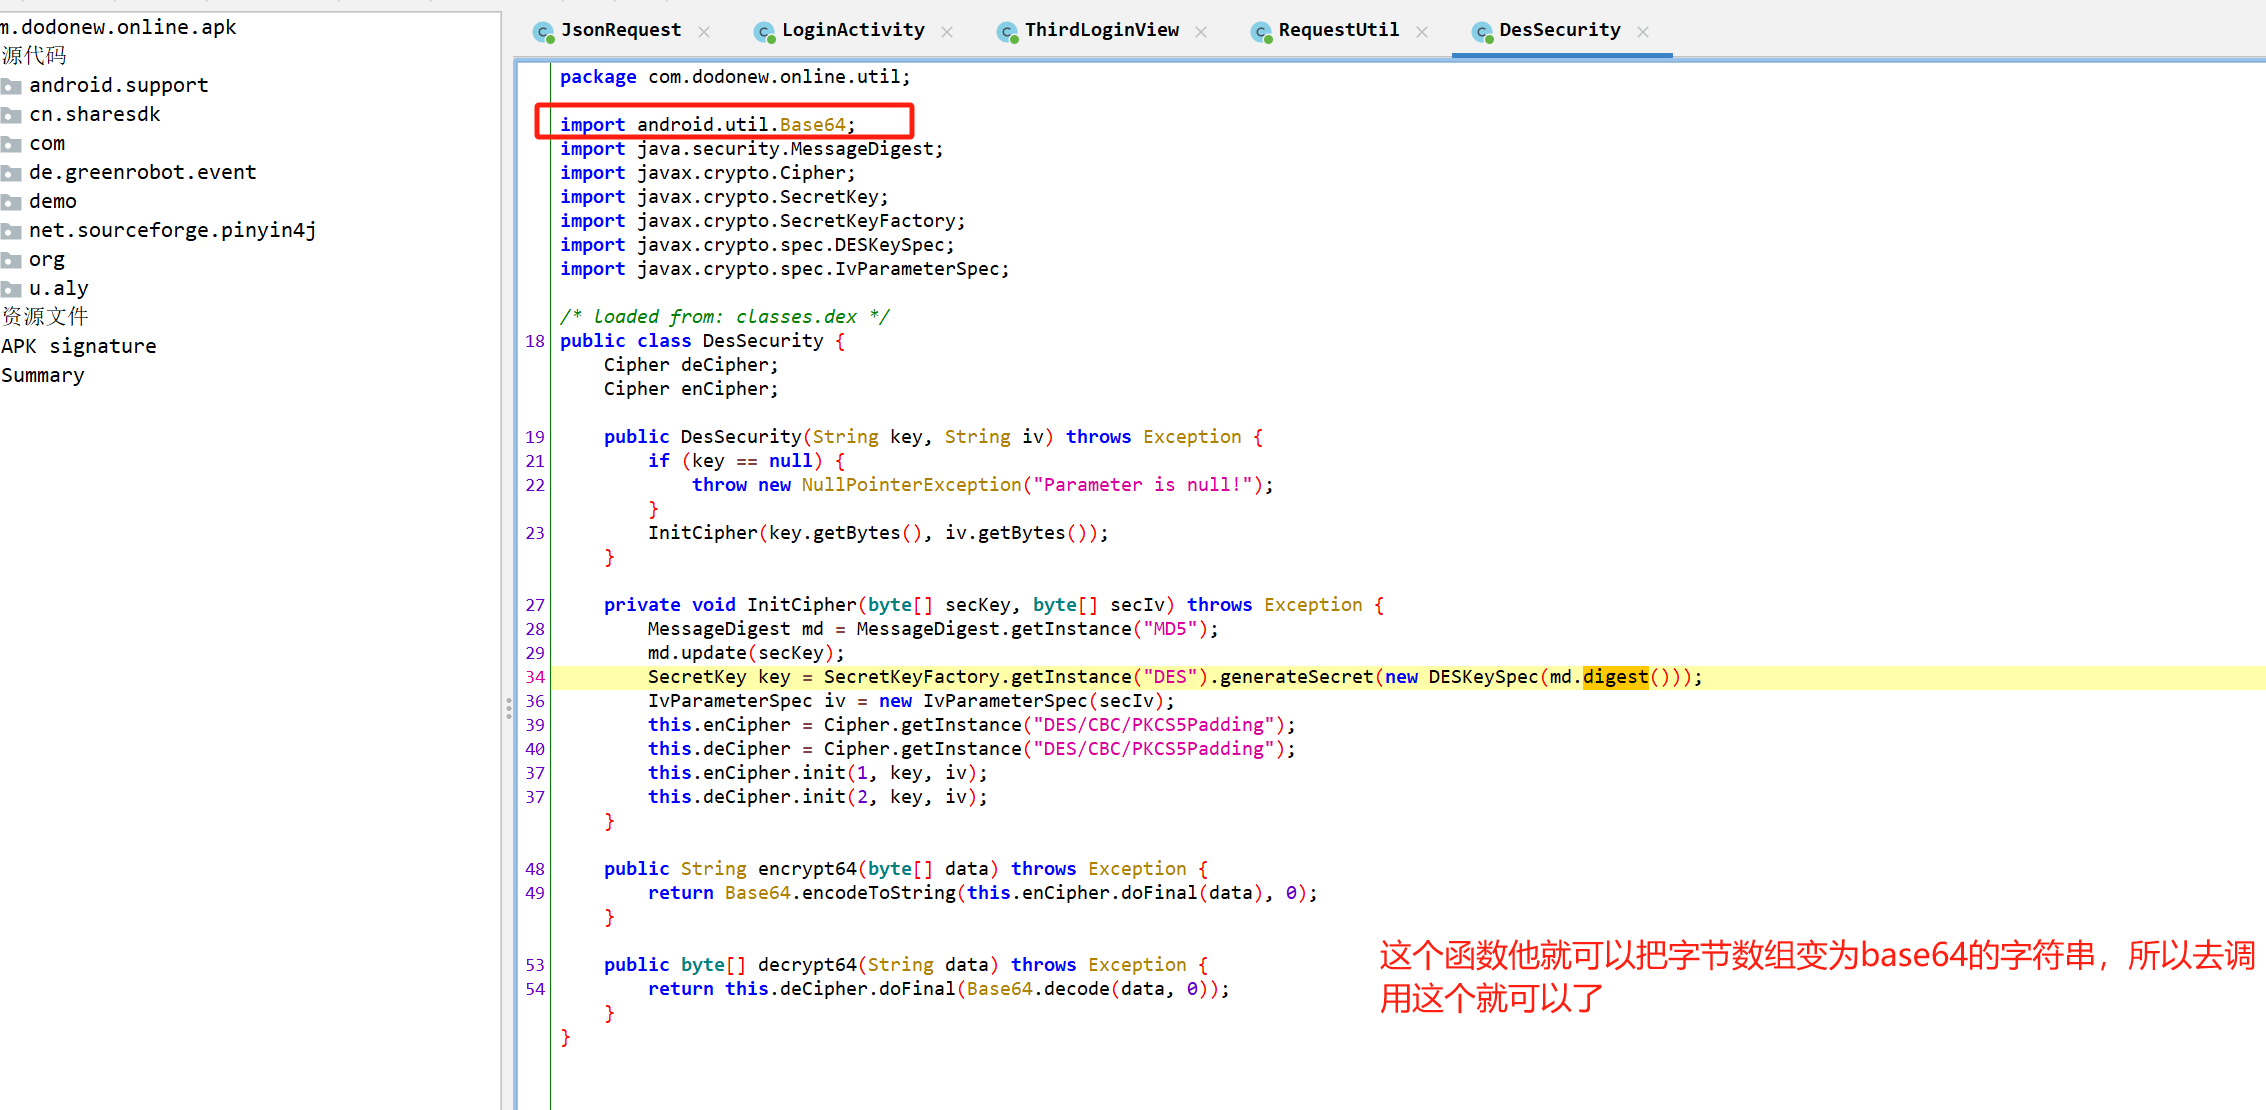 m.dodonew.online.apk
源代码
android.support
cn.sharesdk
com
de.greenrobot.event
demo
net.sourceforge.pinyin4j
org
u.aly
资源文件
APK signature
Summary
JsonRequest
LoginActivity
ThirdLoginView
RequestUtil
DesSecurity
package com.dodonew.online.util;
import android.util.Base64;
import java.security.MessageDigest;
import javax.crypto.Cipher;
import javax.crypto.SecretKey;
import javax.crypto.SecretKeyFactory;
import javax.crypto.spec.DESKeySpec;
import javax.crypto.spec.IvParameterSpec;
/* loaded from: classes.dex */
18 public class DesSecurity {
Cipher deCipher;
Cipher enCipher;
19 public DesSecurity(String key, String iv) throws Exception {
21 if (key == null) {
22 throw new NullPointerException("Parameter is null!");
}
23 InitCipher(key.getBytes(), iv.getBytes());
}
27 private void InitCipher(byte[] secKey, byte[] secIv) throws Exception {
28 MessageDigest md = MessageDigest.getInstance("MD5");
29 md.update(secKey);
34 SecretKey key = SecretKeyFactory.getInstance("DES").generateSecret(new DESKeySpec(md.digest()));
36 IvParameterSpec iv = new IvParameterSpec(secIv);
39 this.enCipher = Cipher.getInstance("DES/CBC/PKCS5Padding");
40 this.deCipher = Cipher.getInstance("DES/CBC/PKCS5Padding");
37 this.enCipher.init(1, key, iv);
37 this.deCipher.init(2, key, iv);
}
48 public String encrypt64(byte[] data) throws Exception {
49 return Base64.encodeToString(this.enCipher.doFinal(data), 0);
}
53 public byte[] decrypt64(String data) throws Exception {
54 return this.deCipher.doFinal(Base64.decode(data, 0));
}
}
这个函数他就可以把字节数组变为base64的字符串，所以去调
用这个就可以了